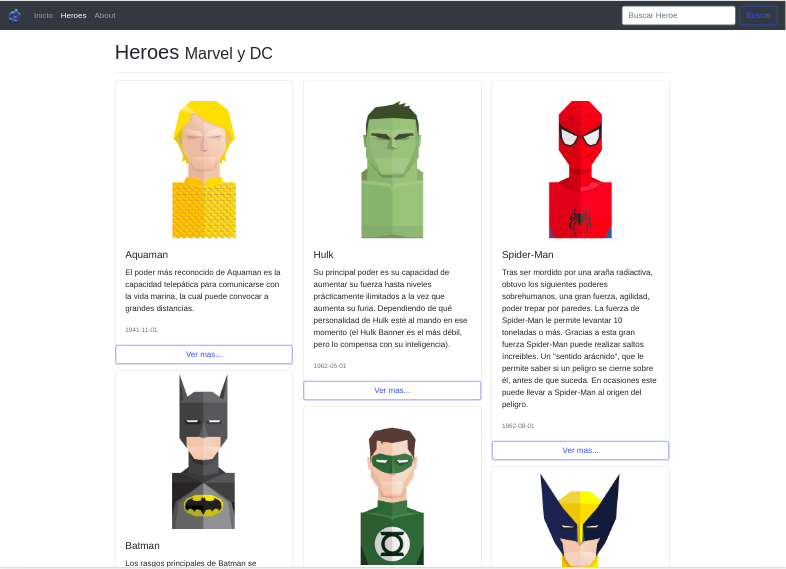 Inicio Heroes About
Buscar Heroe
Buscar
Heroes Marvel y DC
Aquaman
El poder más reconocido de Aquaman es la
capacidad telepática para comunicarse con
la vida marina, la cual puede convocar a
grandes distancias.
1941-11-01
Ver mas...
Batman
Los rasgos principales de Batman se
Hulk
Su principal poder es su capacidad de
aumentar su fuerza hasta niveles
prácticamente ilimitados a la vez que
aumenta su furia. Dependiendo de qué
personalidad de Hulk esté al mando en ese
momento (el Hulk Banner es el más débil,
pero lo compensa con su inteligencia).
1962-05-01
Ver mas...
Spider-Man
Tras ser mordido por una araña radiactiva,
obtuvo los siguientes poderes
sobrehumanos, una gran fuerza, agilidad,
poder trepar por paredes. La fuerza de
Spider-Man le permite levantar 10
toneladas o más. Gracias a esta gran
fuerza Spider-Man puede realizar saltos
íncreibles. Un "sentido arácnido", que le
permite saber si un peligro se cierne sobre
él, antes de que suceda. En ocasiones este
puede llevar a Spider-Man al origen del
peligro.
1962-08-01
Ver mas...